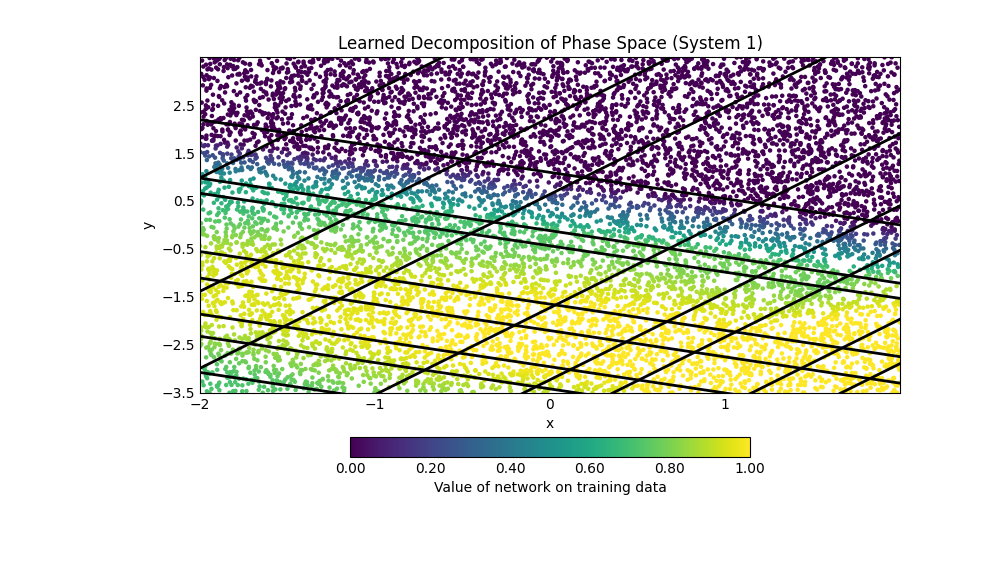 Learned Decomposition of Phase Space (System 1)
2.5
1.5
0.5
−0.5
−1.5
−2.5
−3.5
y
−2 −1 0 1
x
0.00 0.20 0.40 0.60 0.80 1.00
Value of network on training data